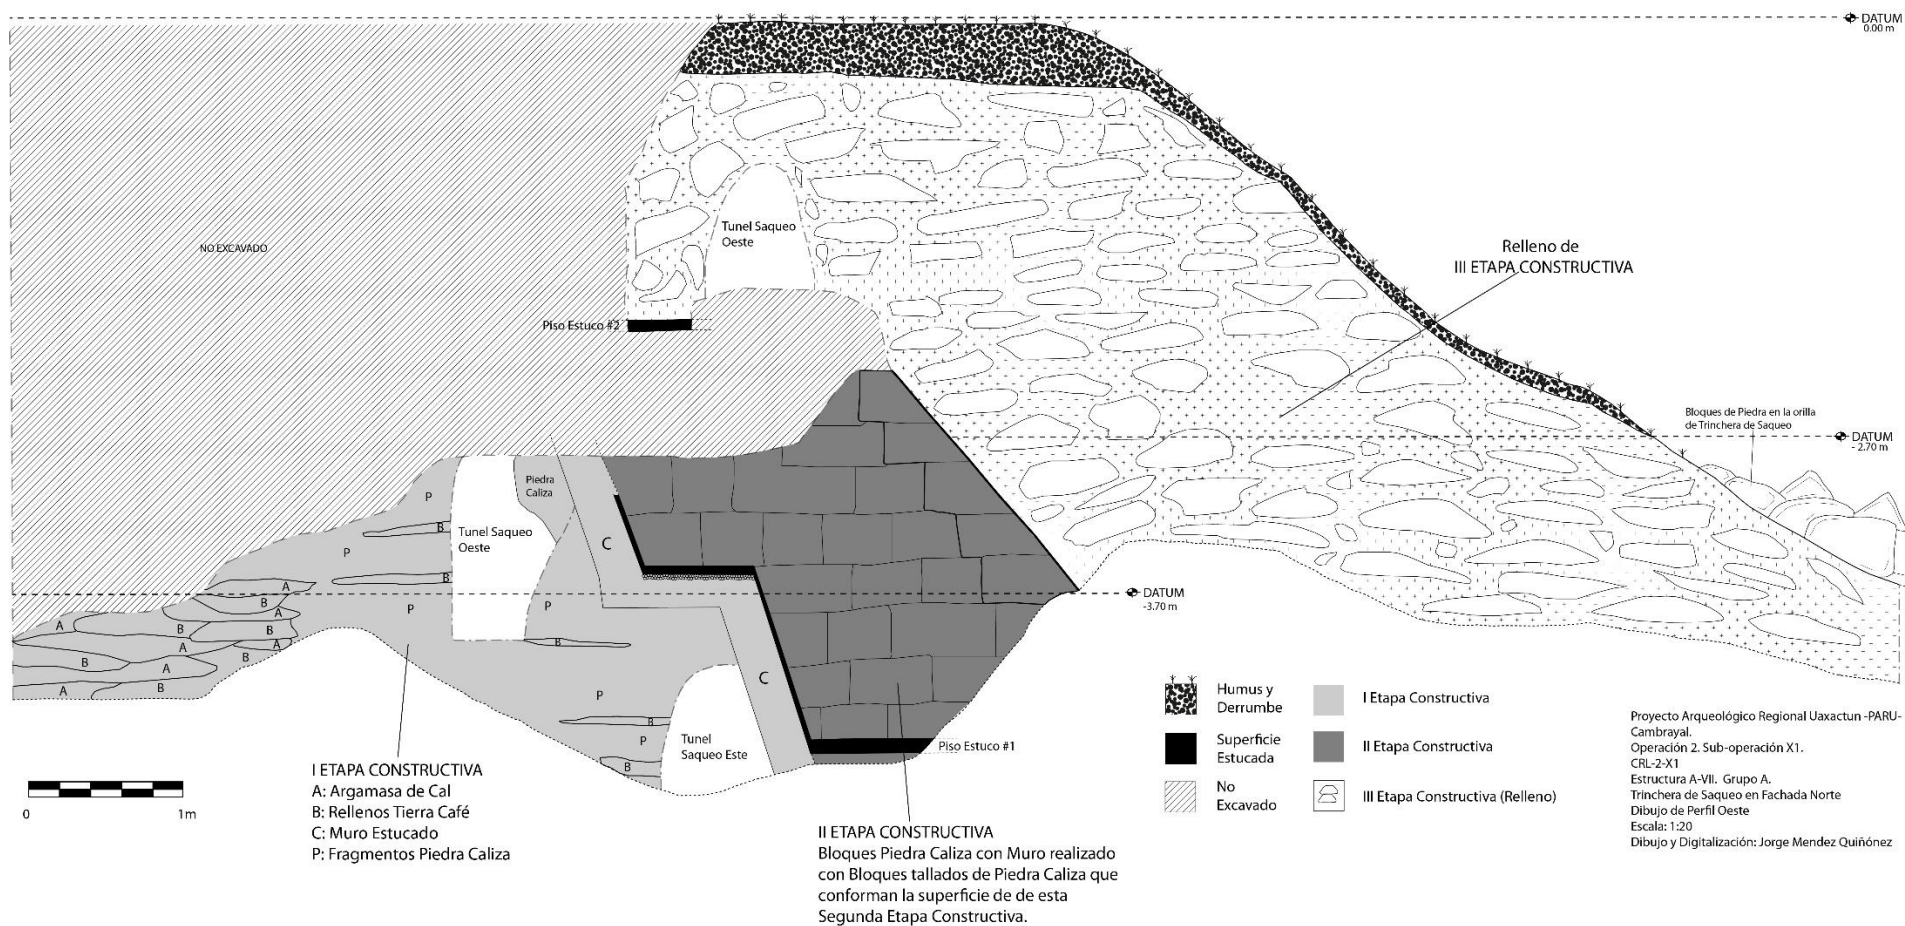 DATUM
0.00 m
NO EXCAVADO
Tunel Saqueo
Oeste
Relleno de
III ETAPA CONSTRUCTIVA
Piso Estuco #2
Bloques de Piedra en la orilla
de Trinchera de Saqueo
DATUM
- 2.70 m
Piedra
Caliza
P
B
Tunel Saqueo
Oeste
P
C
B
A
B
A
P
P
DATUM
-3.70 m
A
B
B
A
A
B
A
B
B
A
B
C
P
B
P
B
Tunel
Saqueo Este
Piso Estuco #1
0
1m
I ETAPA CONSTRUCTIVA
A: Argamasa de Cal
B: Rellenos Tierra Café
C: Muro Estucado
P: Fragmentos Piedra Caliza
II ETAPA CONSTRUCTIVA
Bloques Piedra Caliza con Muro realizado
con Bloques tallados de Piedra Caliza que
conforman la superficie de de esta
Segunda Etapa Constructiva.
Humus y
Derrumbe
Superficie
Estucada
No
Excavado
I Etapa Constructiva
II Etapa Constructiva
III Etapa Constructiva (Relleno)
Proyecto Arqueológico Regional Uaxactun -PARU-
Cambrayal.
Operación 2. Sub-operación X1.
CRL-2-X1
Estructura A-VII. Grupo A.
Trinchera de Saqueo en Fachada Norte
Dibujo de Perfil Oeste
Escala: 1:20
Dibujo y Digitalización: Jorge Mendez Quiñónez